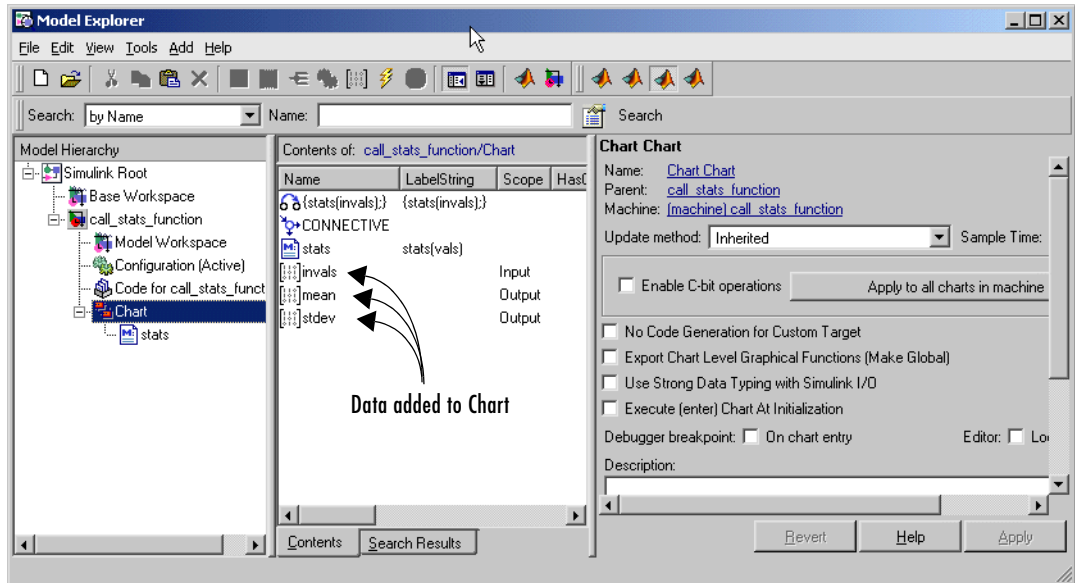 Model Explorer
File Edit View Tools Add Help
Search: by Name Name: Search
Model Hierarchy
Simulink Root
Base Workspace
call_stats_function
Model Workspace
Configuration (Active)
Code for call_stats_funct
Chart
stats
Contents of: call_stats_function/Chart
Name LabelString Scope Has
{stats(invals);} {stats(invals);}
CONNECTIVE
stats stats(vals)
invals Input
mean Output
stdev Output
Data added to Chart
Contents Search Results
Chart Chart
Name: Chart Chart
Parent: call_stats_function
Machine: (machine) call_stats_function
Update method: Inherited Sample Time:
Enable C-bit operations Apply to all charts in machine
No Code Generation for Custom Target
Export Chart Level Graphical Functions (Make Global)
Use Strong Data Typing with Simulink I/O
Execute (enter) Chart At Initialization
Debugger breakpoint: On chart entry Editor: Lo
Description:
Revert Help Apply